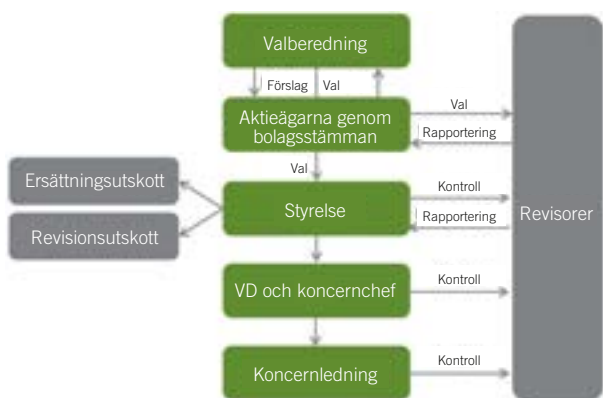 Valberedning
Förslag
Val
Aktieägarna genom
bolagsstämman
Val
Rapportering
Val
Ersättningsutskott
Revisionsutskott
Styrelse
Kontroll
Rapportering
Revisorer
VD och koncernchef
Kontroll
Koncernledning
Kontroll